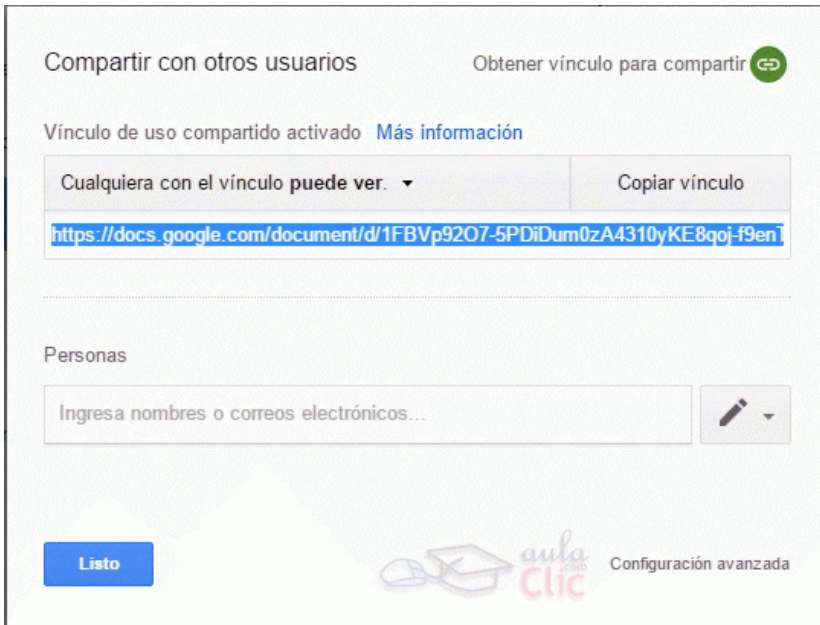 Compartir con otros usuarios
Obtener vínculo para compartir
Vínculo de uso compartido activado Más información
Cualquiera con el vínculo puede ver.
Copiar vínculo
https://docs.google.com/document/d/1FBVp92O7-5PDiDum0zA4310yKE8qoj-f9enT
Personas
Ingresa nombres o correos electrónicos...
Listo
aula
.com
Clic
Configuración avanzada